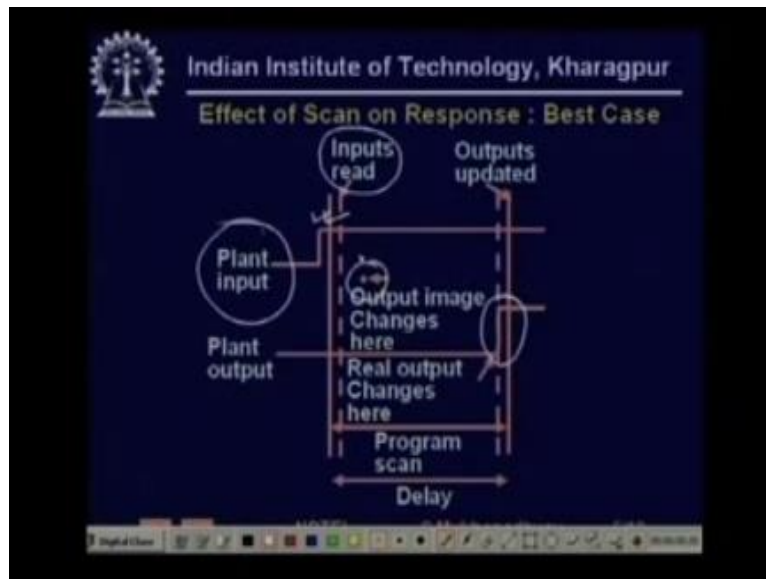 Indian Institute of Technology, Kharagpur
Effect of Scan on Response : Best Case
Inputs
read
Outputs
updated
Plant
input
Output image
Changes
here
Plant
output
Real output
Changes
here
Program
scan
Delay